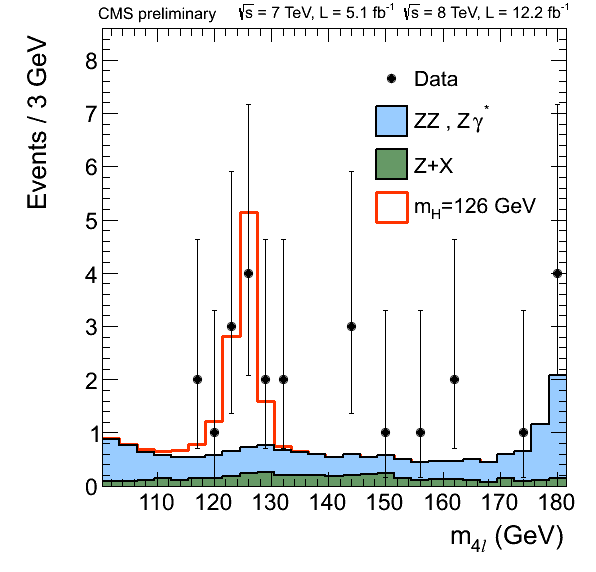 CMS preliminary √s = 7 TeV, L = 5.1 fb⁻¹ √s = 8 TeV, L = 12.2 fb⁻¹
Events / 3 GeV
8
7
6
5
4
3
2
1
0
Data
ZZ , Zγ*
Z+X
m_H=126 GeV
110 120 130 140 150 160 170 180
m_4l (GeV)